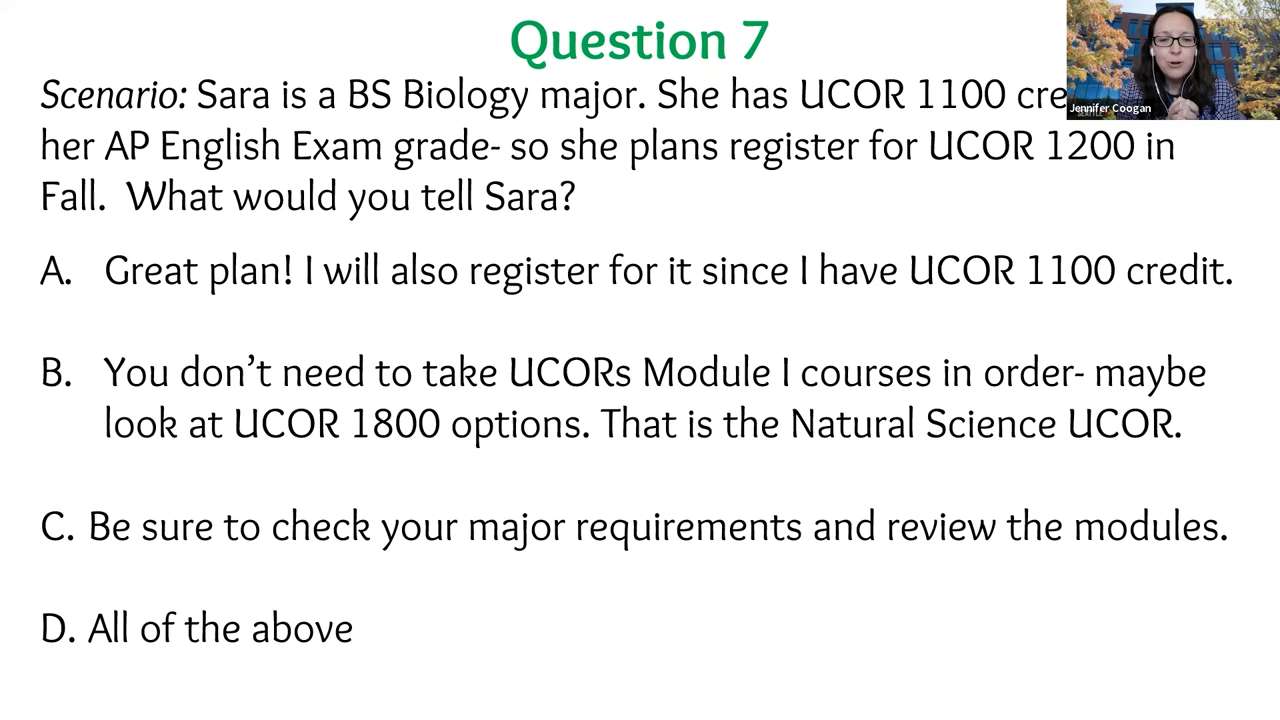 Question 7
Scenario: Sara is a BS Biology major. She has UCOR 1100 cre
Jennifer Coogan
her AP English Exam grade- so she plans register for UCOR 1200 in
Fall. What would you tell Sara?
A. Great plan! I will also register for it since I have UCOR 1100 credit.
B. You don’t need to take UCORs Module I courses in order- maybe
look at UCOR 1800 options. That is the Natural Science UCOR.
C. Be sure to check your major requirements and review the modules.
D. All of the above